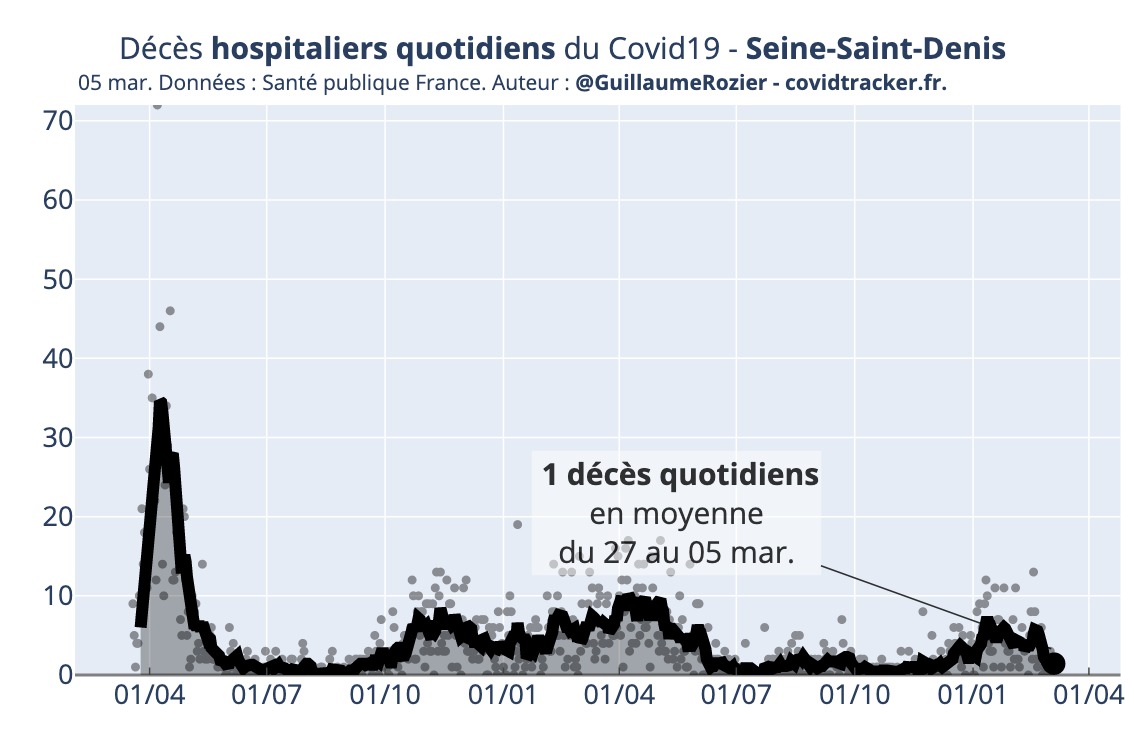 Décès hospitaliers quotidiens du Covid19 - Seine-Saint-Denis
05 mar. Données : Santé publique France. Auteur : @GuillaumeRozier - covidtracker.fr.
70
60
50
40
30
20
10
0
1 décès quotidiens
en moyenne
du 27 au 05 mar.
01/04 01/07 01/10 01/01 01/04 01/07 01/10 01/01 01/04